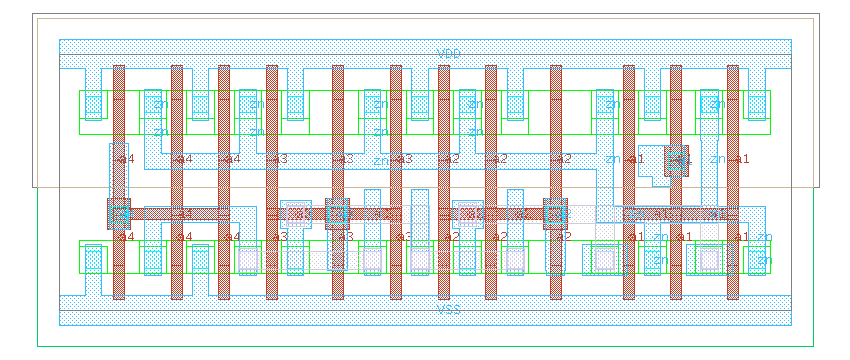 VDD
zn zn zn zn zn
zn zn zn zn
a4 a4 a4 a3 a3 zn a3 a2 a2 a2 zn a1 zn a1
a4 a3 a2 a1 a1
a4 a4 a4 a3 a3 a3 a2 a2 a2 a1 zn a1 a1 zn
zn zn
VSS